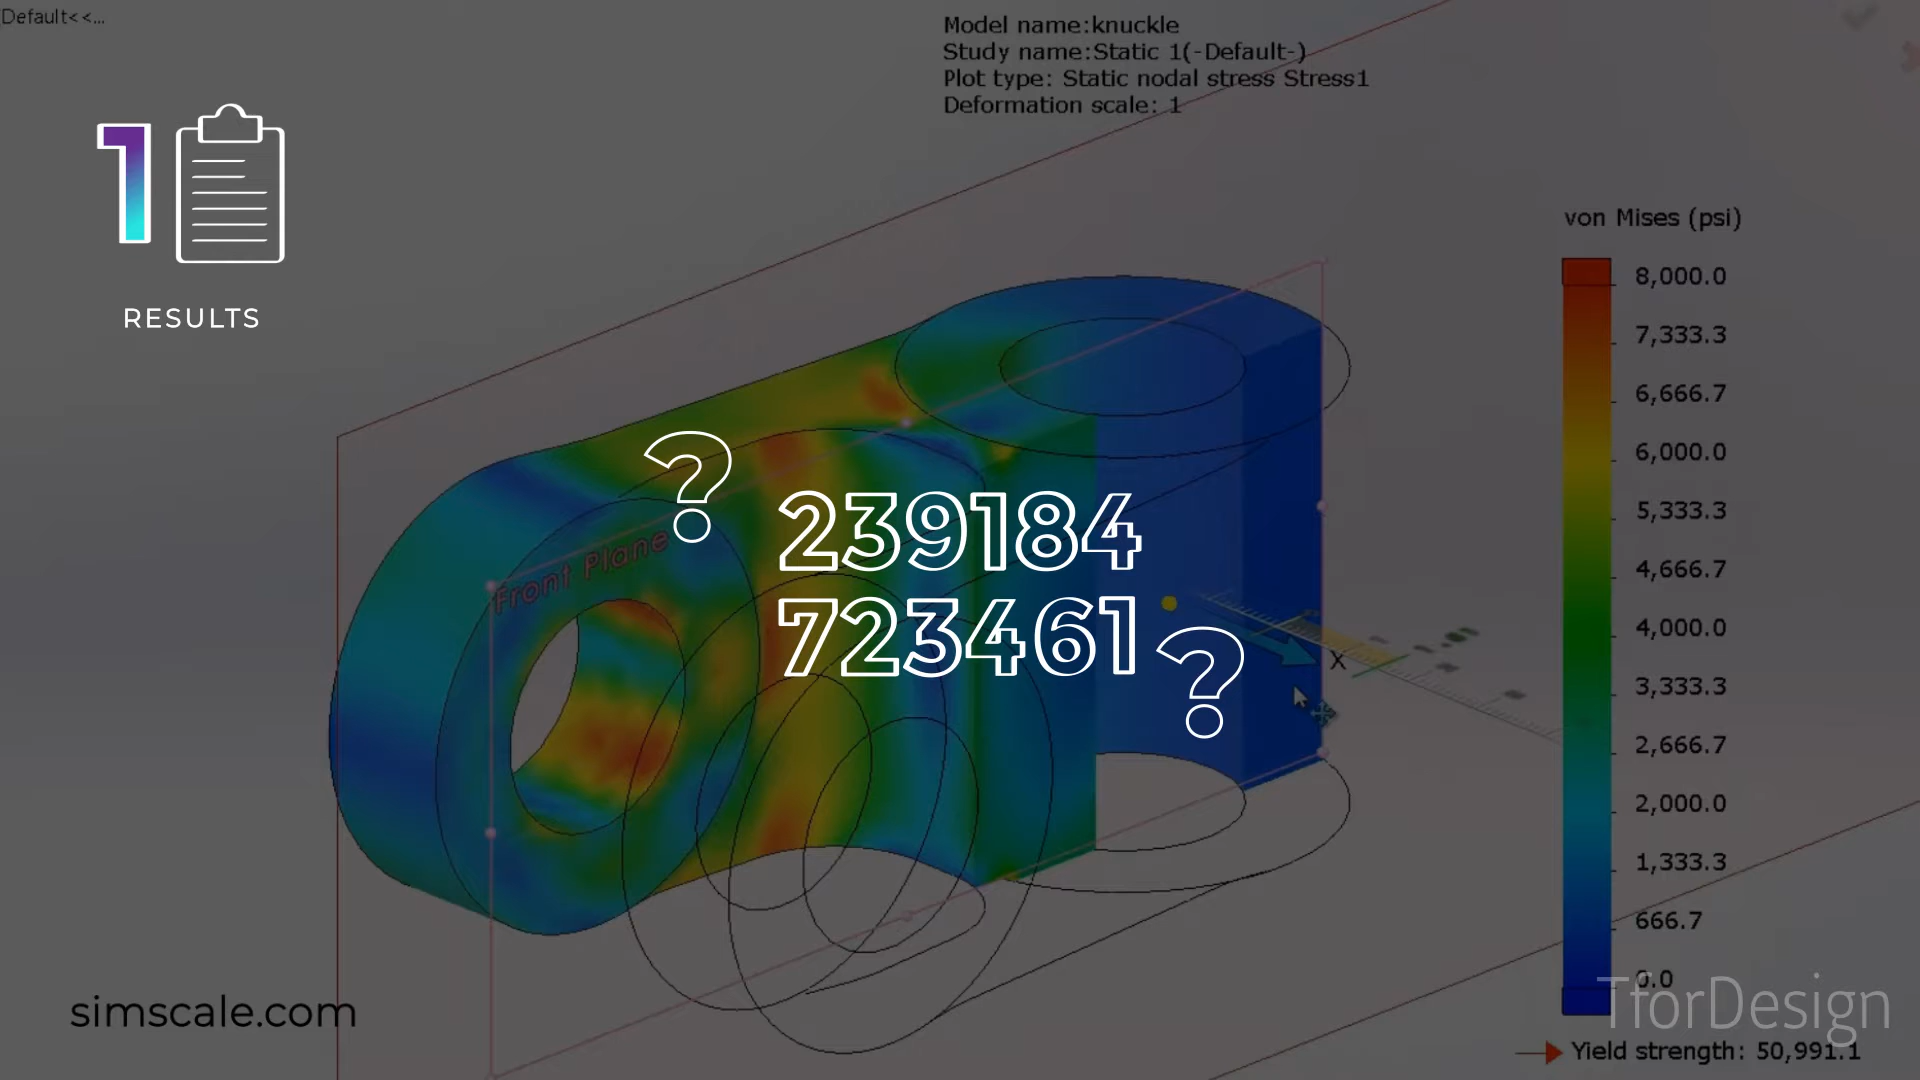 Default<<...
Model name:knuckle
Study name:Static 1(-Default-)
Plot type: Static nodal stress Stress1
Deformation scale: 1
1
RESULTS
von Mises (psi)
8,000.0
7,333.3
6,666.7
6,000.0
5,333.3
4,666.7
4,000.0
3,333.3
2,666.7
2,000.0
1,333.3
666.7
0.0
?
239184
723461
?
Front Plane
X
simscale.com
TforDesign
Yield strength: 50,991.1